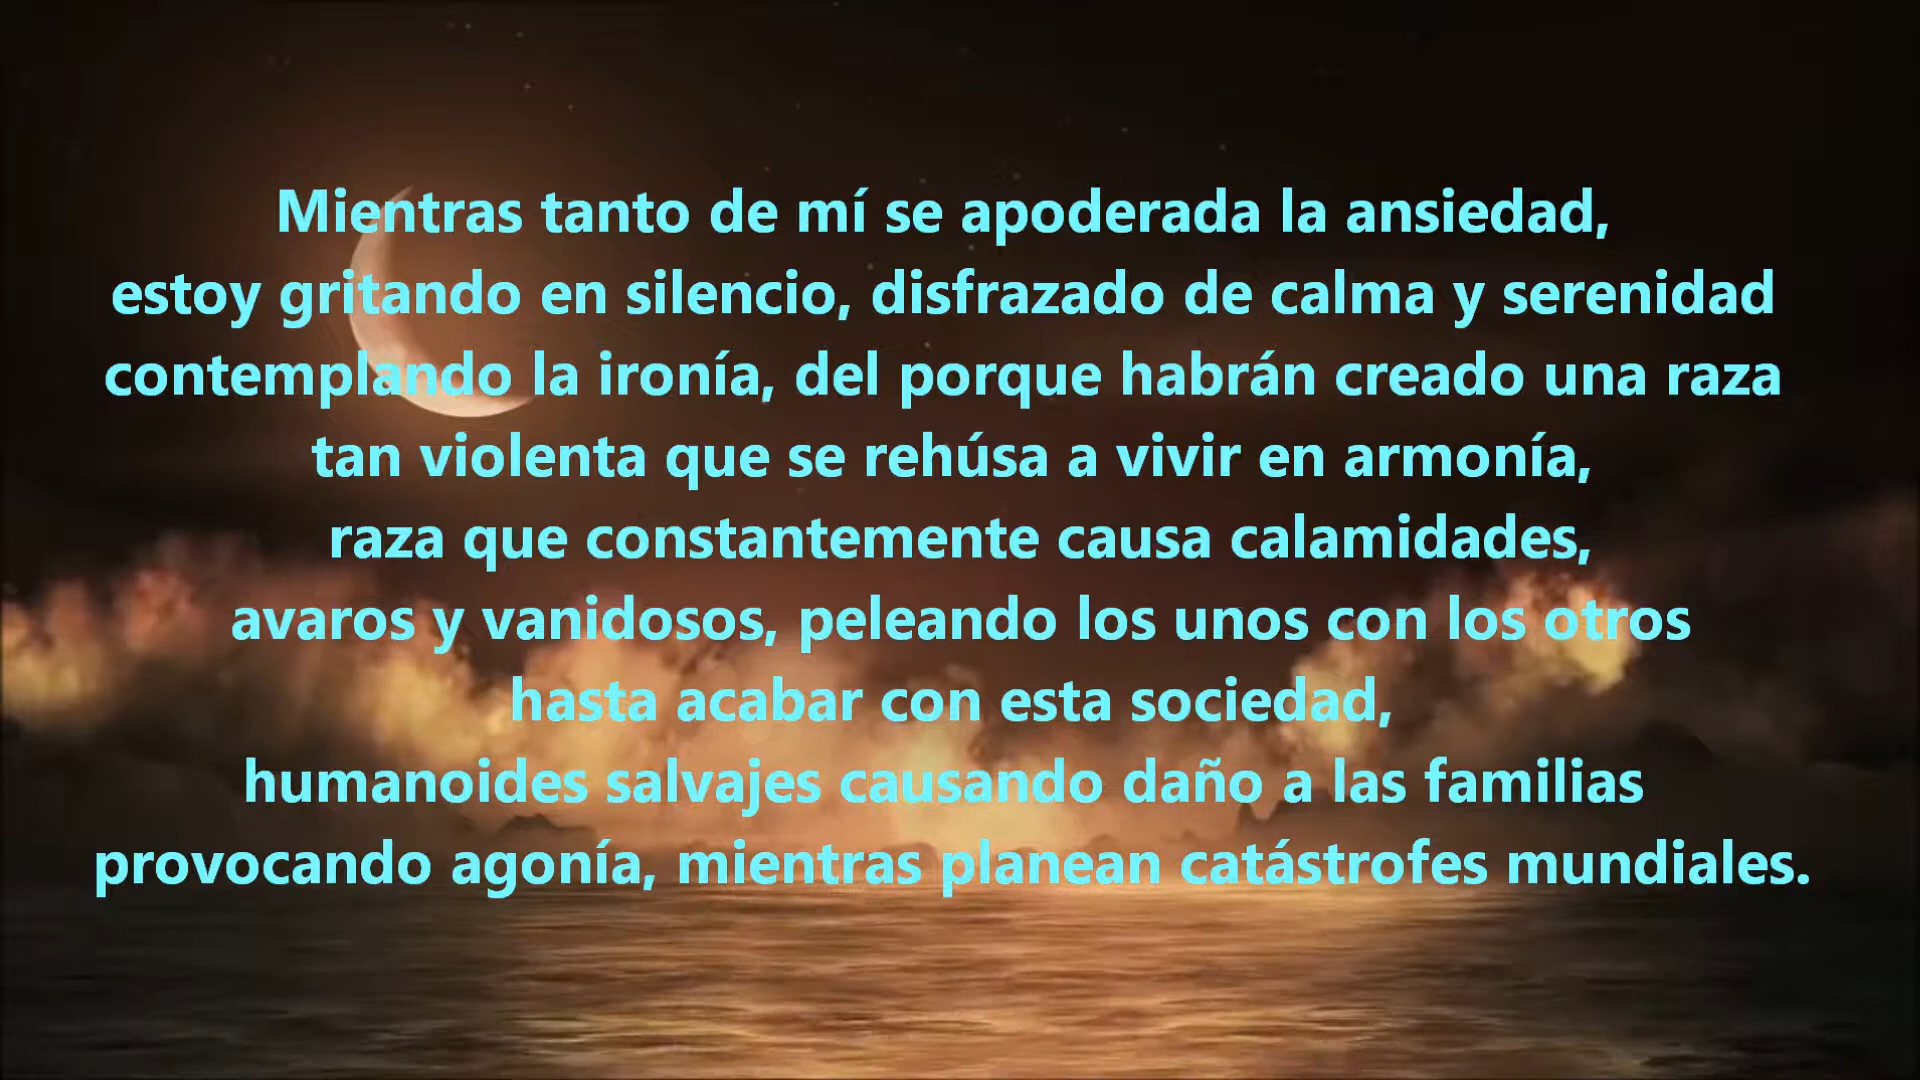 Mientras tanto de mí se apoderada la ansiedad,
estoy gritando en silencio, disfrazado de calma y serenidad
contemplando la ironía, del porque habrán creado una raza
tan violenta que se rehúsa a vivir en armonía,
raza que constantemente causa calamidades,
avaros y vanidosos, peleando los unos con los otros
hasta acabar con esta sociedad,
humanoides salvajes causando daño a las familias
provocando agonía, mientras planean catástrofes mundiales.